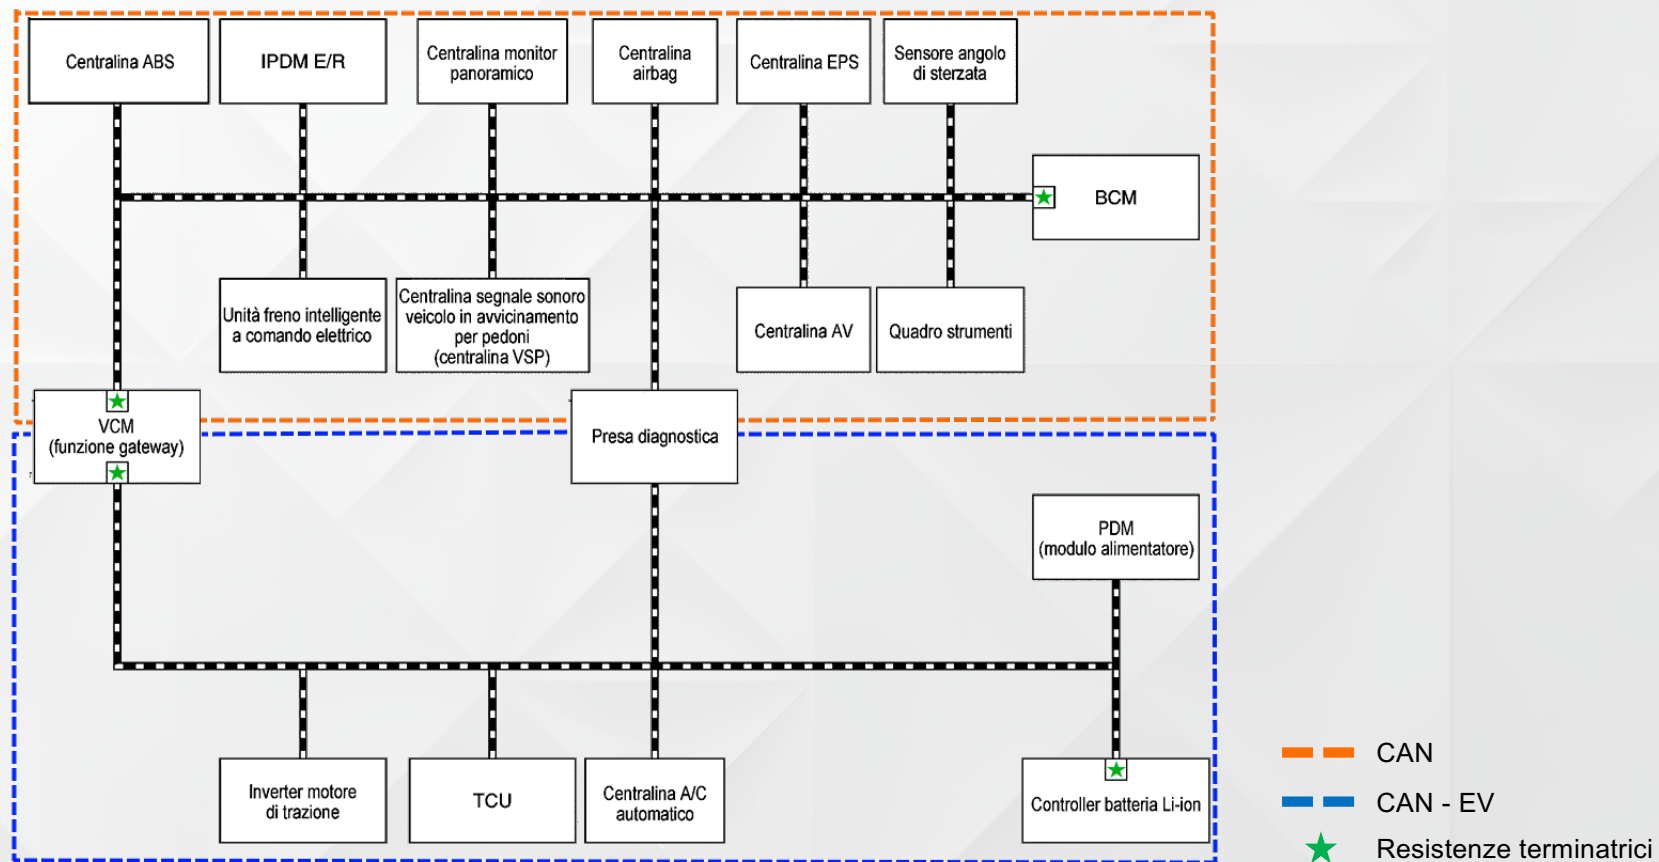 Centralina ABS
IPDM E/R
Centralina monitor
panoramico
Centralina
airbag
Centralina EPS
Sensore angolo
di sterzata
BCM
Unità freno intelligente
a comando elettrico
Centralina segnale sonoro
veicolo in avvicinamento
per pedoni
(centralina VSP)
Centralina AV
Quadro strumenti
VCM
(funzione gateway)
Presa diagnostica
PDM
(modulo alimentatore)
Inverter motore
di trazione
TCU
Centralina A/C
automatico
Controller batteria Li-ion
CAN
CAN - EV
Resistenze terminatrici